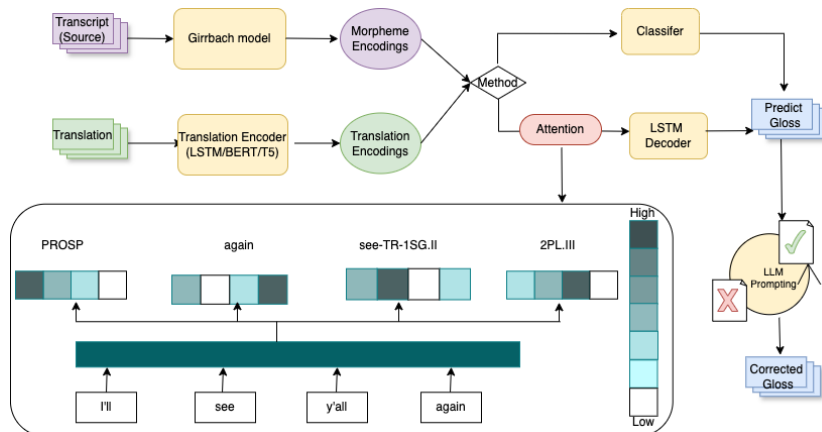 Transcript
(Source)
Girrbach model
Morpheme
Encodings
Classifer
Method
Translation
Translation Encoder
(LSTM/BERT/T5)
Translation
Encodings
Attention
LSTM
Decoder
Predict
Gloss
High
PROSP
again
see-TR-1SG.II
2PL.III
LLM
Prompting
I'll
see
y'all
again
Low
Corrected
Gloss